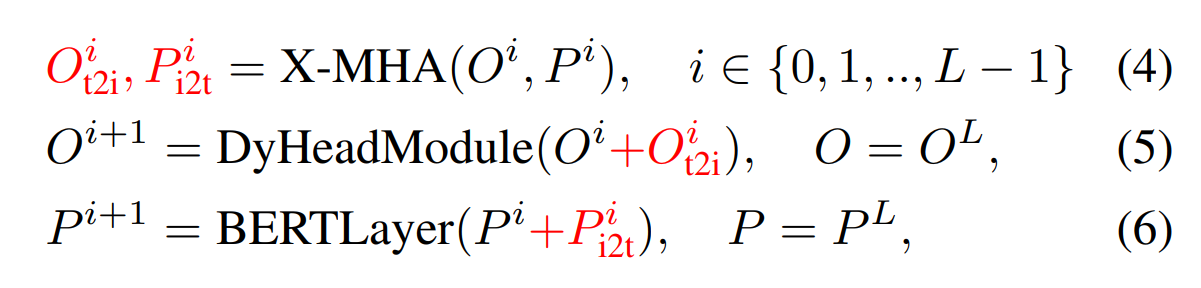 O^i_{t2i}, P^i_{i2t} = X-MHA(O^i, P^i), i ∈ {0, 1, .., L − 1} (4)
O^{i+1} = DyHeadModule(O^i+O^i_{t2i}), O = O^L, (5)
P^{i+1} = BERTLayer(P^i+P^i_{i2t}), P = P^L, (6)